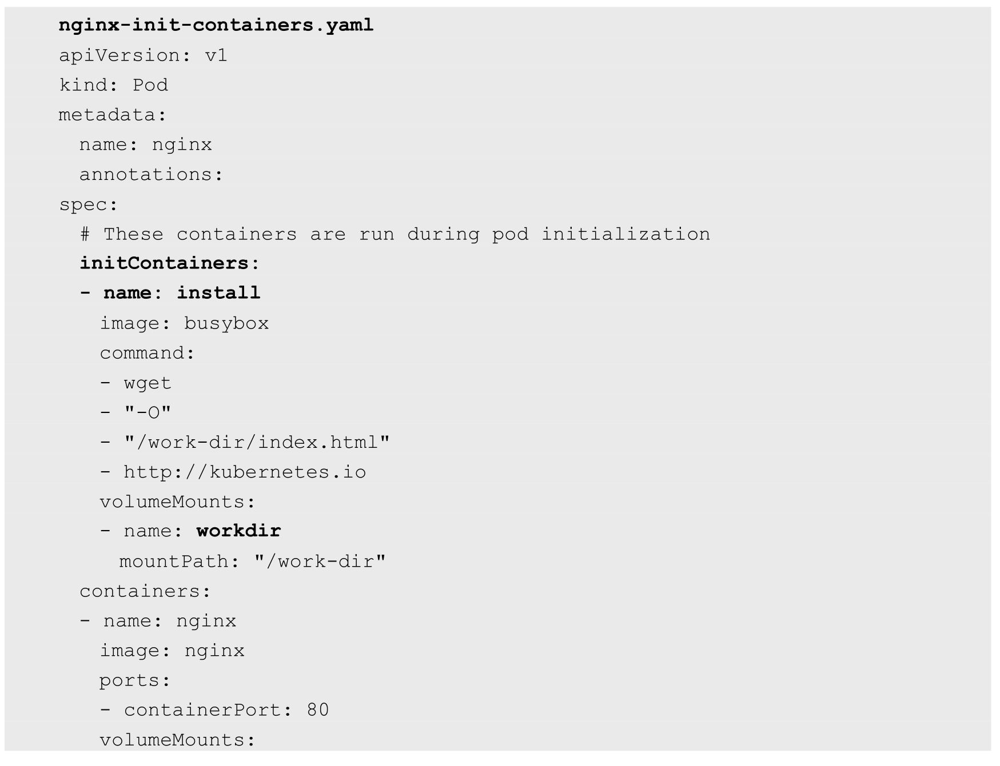 nginx-init-containers.yaml
apiVersion: v1
kind: Pod
metadata:
  name: nginx
  annotations:
spec:
  # These containers are run during pod initialization
  initContainers:
  - name: install
    image: busybox
    command:
    - wget
    - "-O"
    - "/work-dir/index.html"
    - http://kubernetes.io
    volumeMounts:
    - name: workdir
      mountPath: "/work-dir"
  containers:
  - name: nginx
    image: nginx
    ports:
    - containerPort: 80
    volumeMounts: